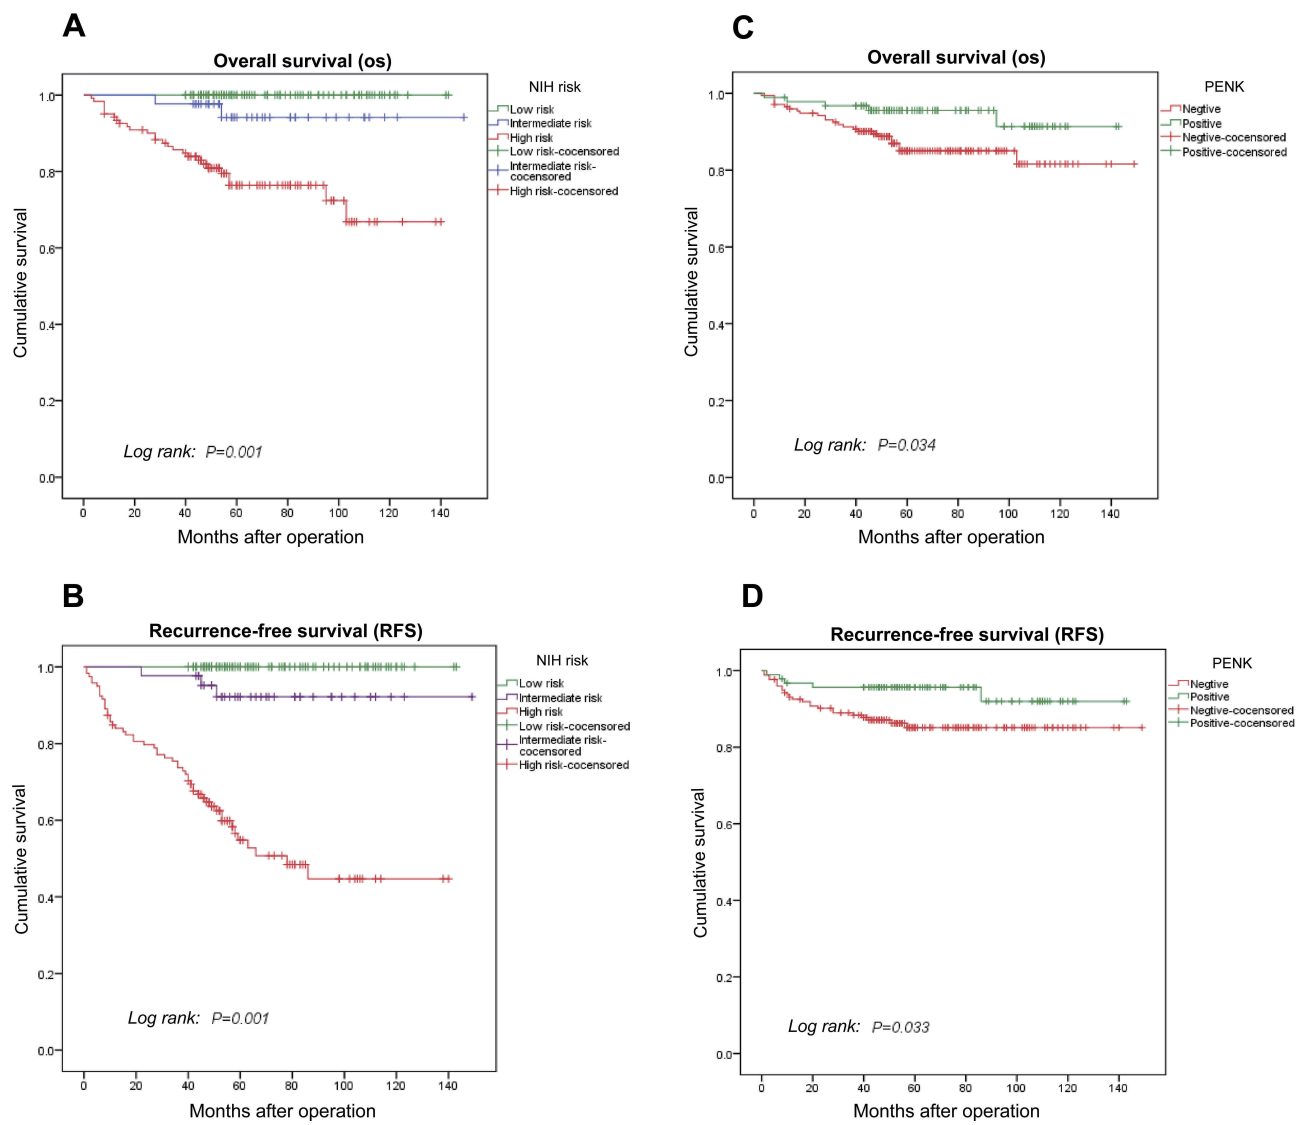 A
Overall survival (os)
NIH risk
Low risk
Intermediate risk
High risk
Low risk-cocensored
Intermediate risk-
cocensored
High risk-cocensored
Cumulative survival
1.0
0.8
0.6
0.4
0.2
0.0
Log rank: P=0.001
0 20 40 60 80 100 120 140
Months after operation
C
Overall survival (os)
PENK
Negtive
Positive
Negtive-cocensored
Positive-cocensored
Cumulative survival
1.0
0.8
0.6
0.4
0.2
0.0
Log rank: P=0.034
0 20 40 60 80 100 120 140
Months after operation
B
Recurrence-free survival (RFS)
NIH risk
Low risk
Intermediate risk
High risk
Low risk-cocensored
Intermediate risk-
cocensored
High risk-cocensored
Cumulative survival
1.0
0.8
0.6
0.4
0.2
0.0
Log rank: P=0.001
0 20 40 60 80 100 120 140
Months after operation
D
Recurrence-free survival (RFS)
PENK
Negtive
Positive
Negtive-cocensored
Positive-cocensored
Cumulative survival
1.0
0.8
0.6
0.4
0.2
0.0
Log rank: P=0.033
0 20 40 60 80 100 120 140
Months after operation